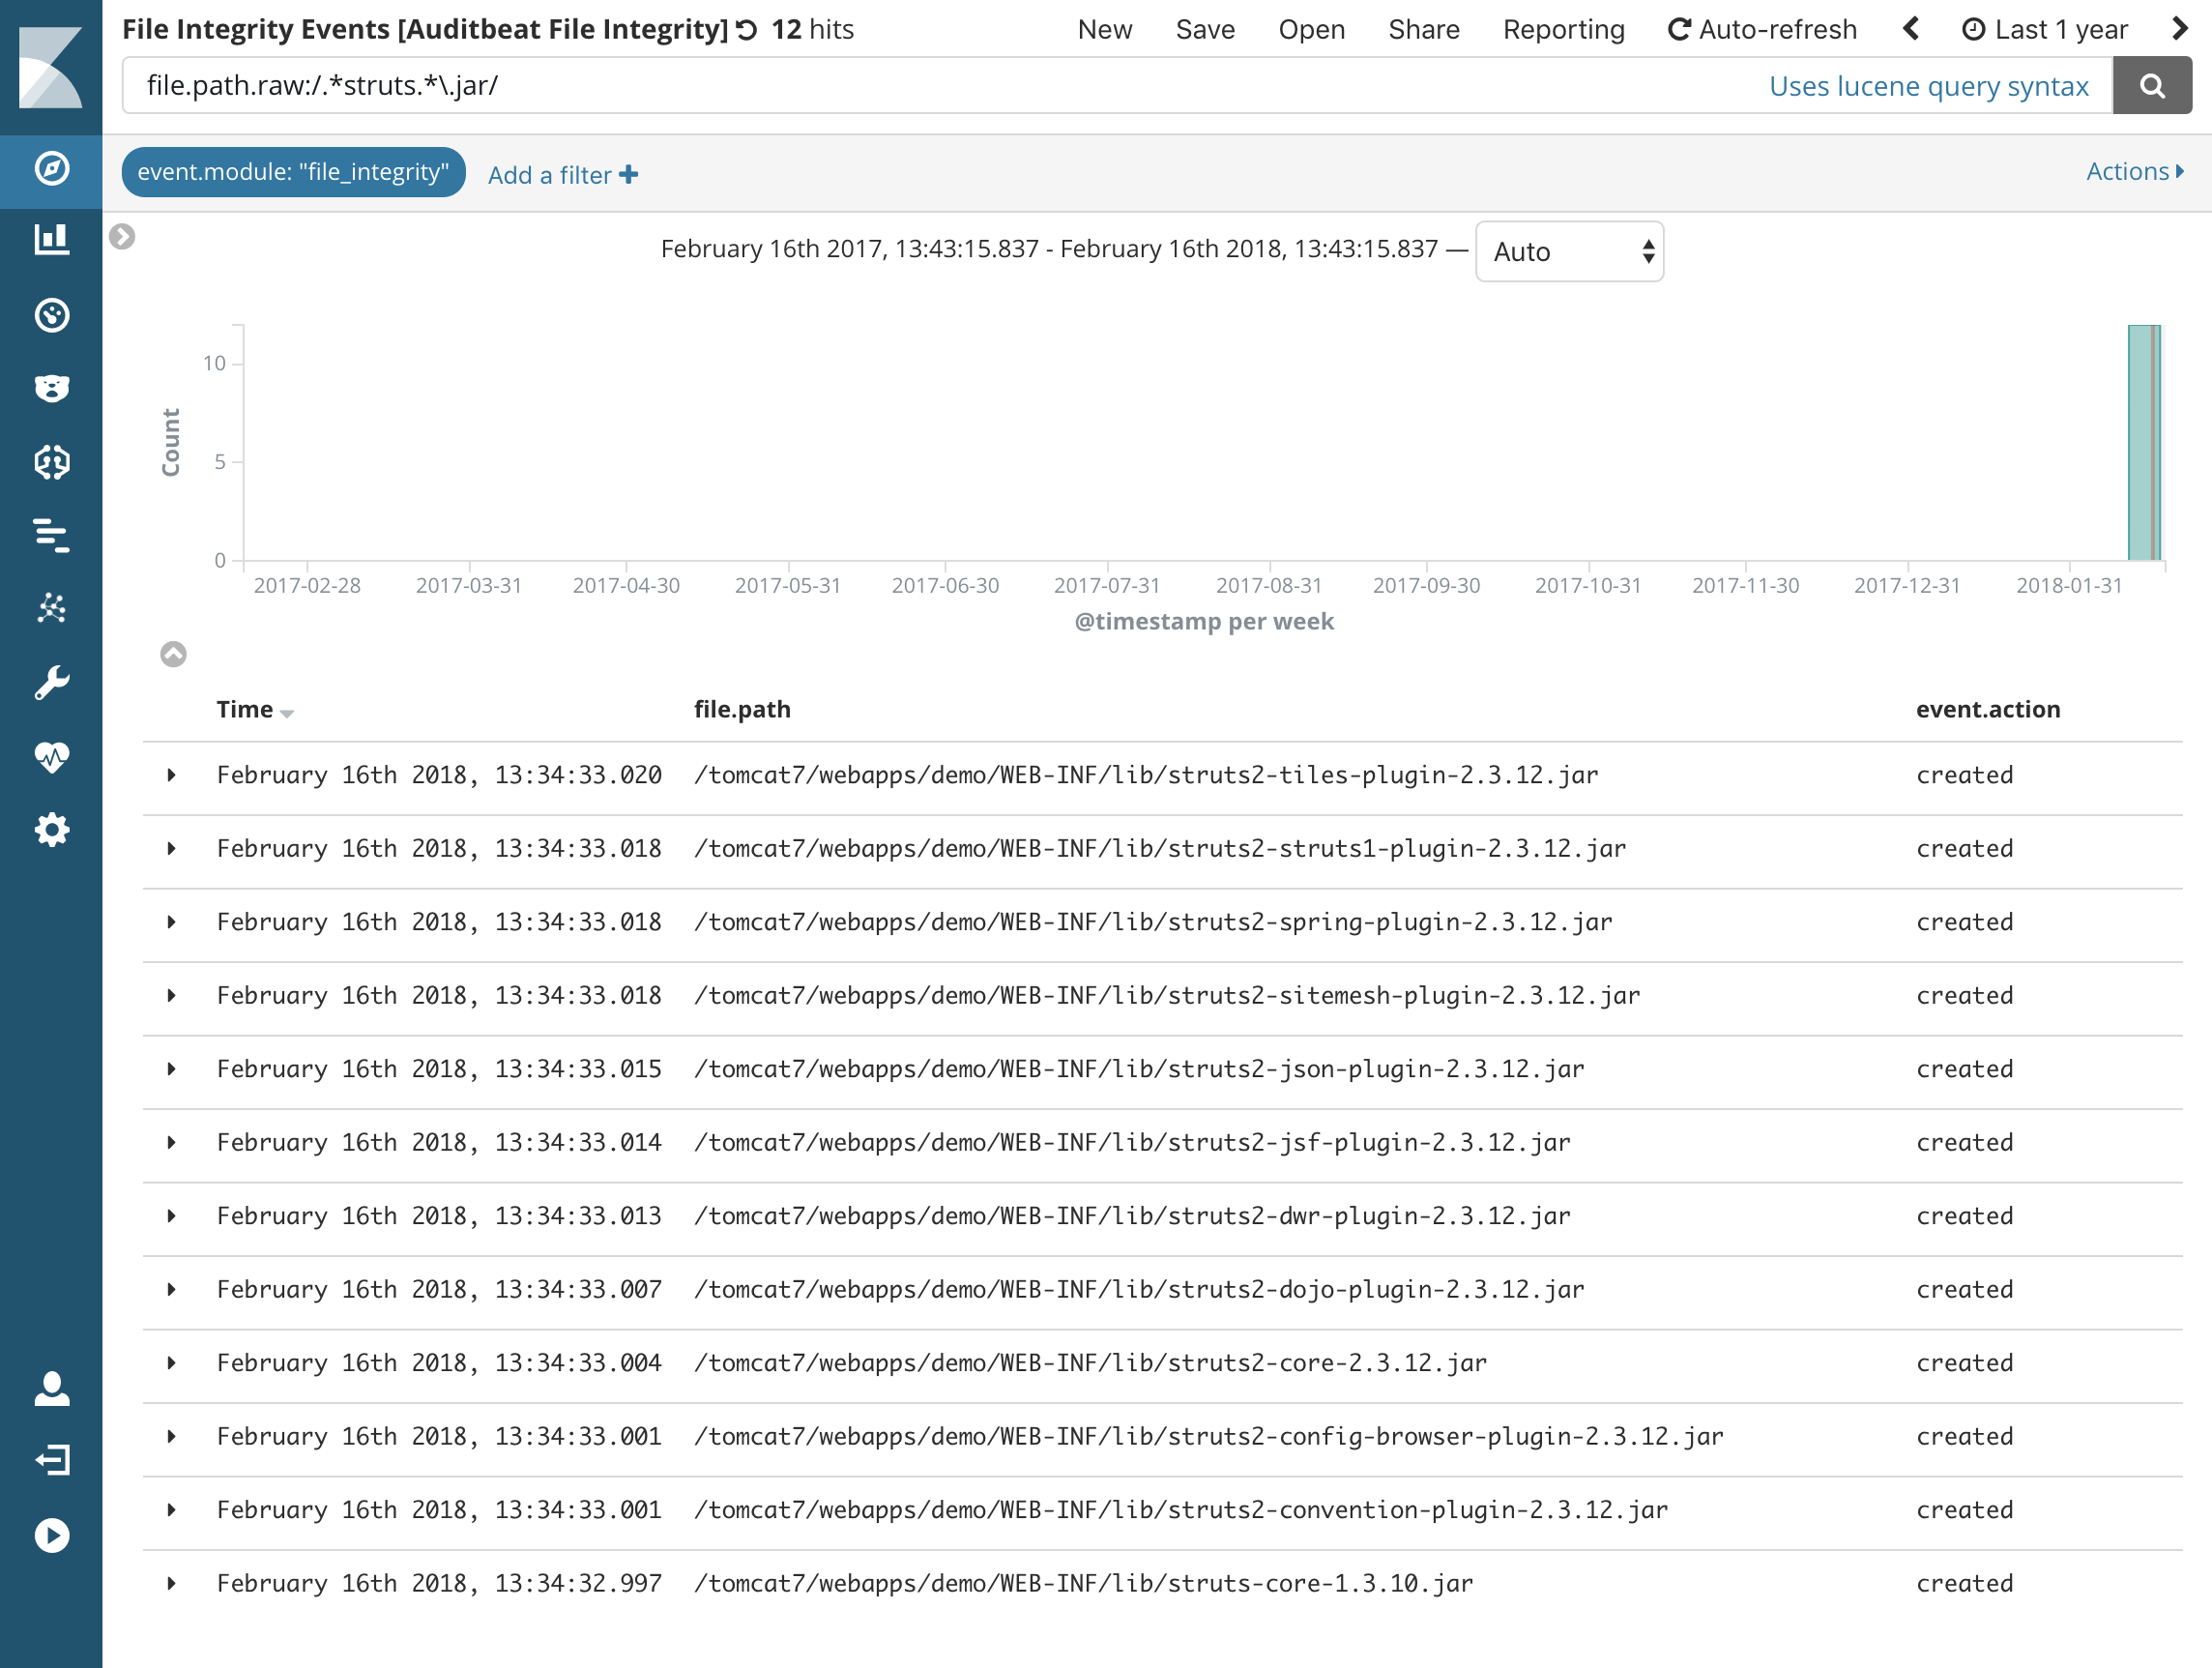 File Integrity Events [Auditbeat File Integrity] 12 hits New Save Open Share Reporting Auto-refresh Last 1 year
file.path.raw:/.*struts.*\.jar/ Uses lucene query syntax
event.module: "file_integrity" Add a filter Actions
February 16th 2017, 13:43:15.837 - February 16th 2018, 13:43:15.837 — Auto
10
5
0
Count
2017-02-28 2017-03-31 2017-04-30 2017-05-31 2017-06-30 2017-07-31 2017-08-31 2017-09-30 2017-10-31 2017-11-30 2017-12-31 2018-01-31
@timestamp per week
Time file.path event.action
February 16th 2018, 13:34:33.020 /tomcat7/webapps/demo/WEB-INF/lib/struts2-tiles-plugin-2.3.12.jar created
February 16th 2018, 13:34:33.018 /tomcat7/webapps/demo/WEB-INF/lib/struts2-struts1-plugin-2.3.12.jar created
February 16th 2018, 13:34:33.018 /tomcat7/webapps/demo/WEB-INF/lib/struts2-spring-plugin-2.3.12.jar created
February 16th 2018, 13:34:33.018 /tomcat7/webapps/demo/WEB-INF/lib/struts2-sitemesh-plugin-2.3.12.jar created
February 16th 2018, 13:34:33.015 /tomcat7/webapps/demo/WEB-INF/lib/struts2-json-plugin-2.3.12.jar created
February 16th 2018, 13:34:33.014 /tomcat7/webapps/demo/WEB-INF/lib/struts2-jsf-plugin-2.3.12.jar created
February 16th 2018, 13:34:33.013 /tomcat7/webapps/demo/WEB-INF/lib/struts2-dwr-plugin-2.3.12.jar created
February 16th 2018, 13:34:33.007 /tomcat7/webapps/demo/WEB-INF/lib/struts2-dojo-plugin-2.3.12.jar created
February 16th 2018, 13:34:33.004 /tomcat7/webapps/demo/WEB-INF/lib/struts2-core-2.3.12.jar created
February 16th 2018, 13:34:33.001 /tomcat7/webapps/demo/WEB-INF/lib/struts2-config-browser-plugin-2.3.12.jar created
February 16th 2018, 13:34:33.001 /tomcat7/webapps/demo/WEB-INF/lib/struts2-convention-plugin-2.3.12.jar created
February 16th 2018, 13:34:32.997 /tomcat7/webapps/demo/WEB-INF/lib/struts-core-1.3.10.jar created